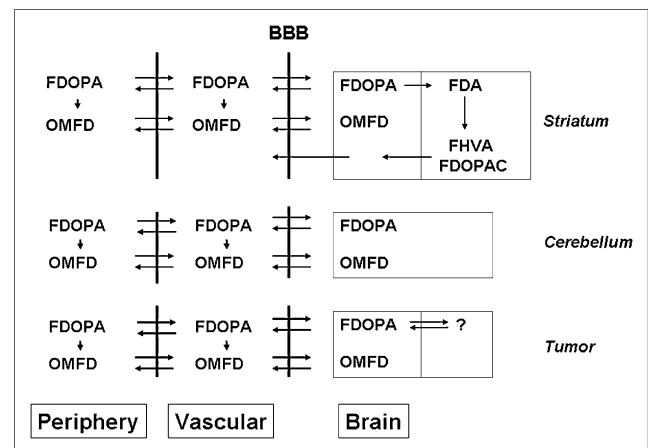 BBB
FDOPA FDOPA FDOPA FDA
OMFD OMFD OMFD
Striatum
FHVA
FDOPAC
FDOPA FDOPA FDOPA
Cerebellum
OMFD OMFD OMFD
FDOPA FDOPA FDOPA ?
Tumor
OMFD OMFD OMFD
Periphery Vascular Brain